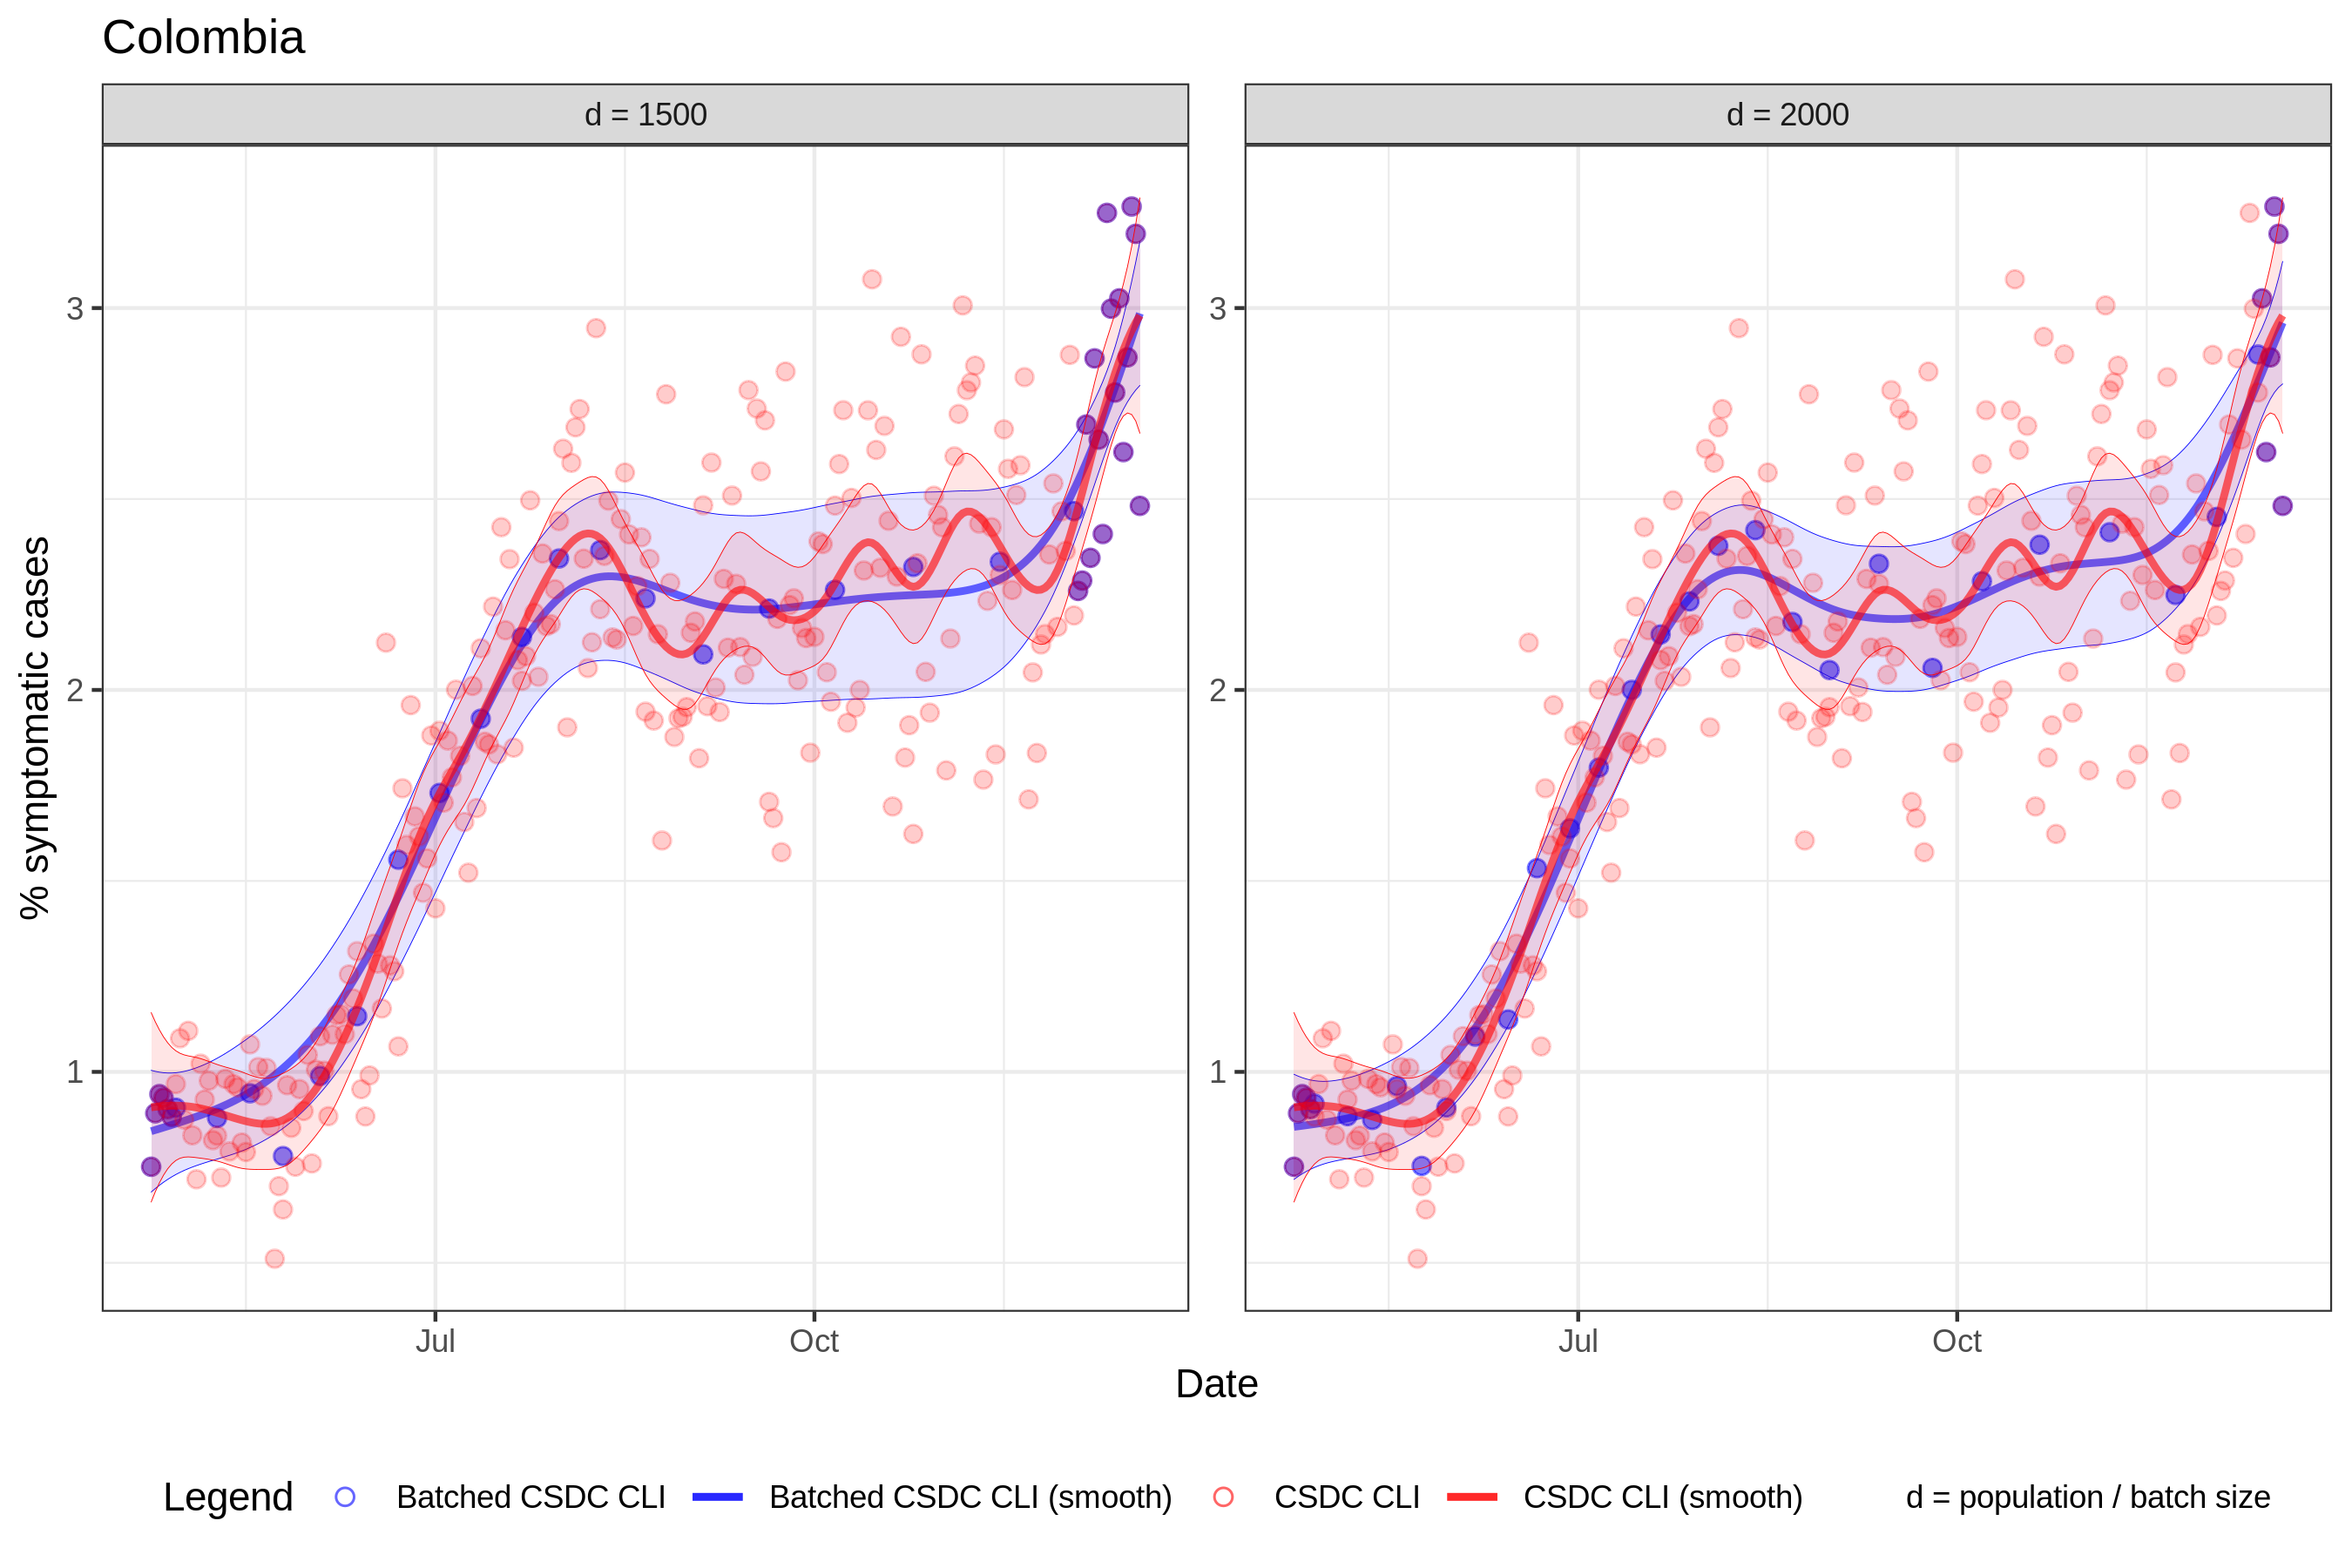 Colombia
d = 1500
d = 2000
% symptomatic cases
3
2
1
3
2
1
Jul
Oct
Jul
Oct
Date
Legend
Batched CSDC CLI
Batched CSDC CLI (smooth)
CSDC CLI
CSDC CLI (smooth)
d = population / batch size